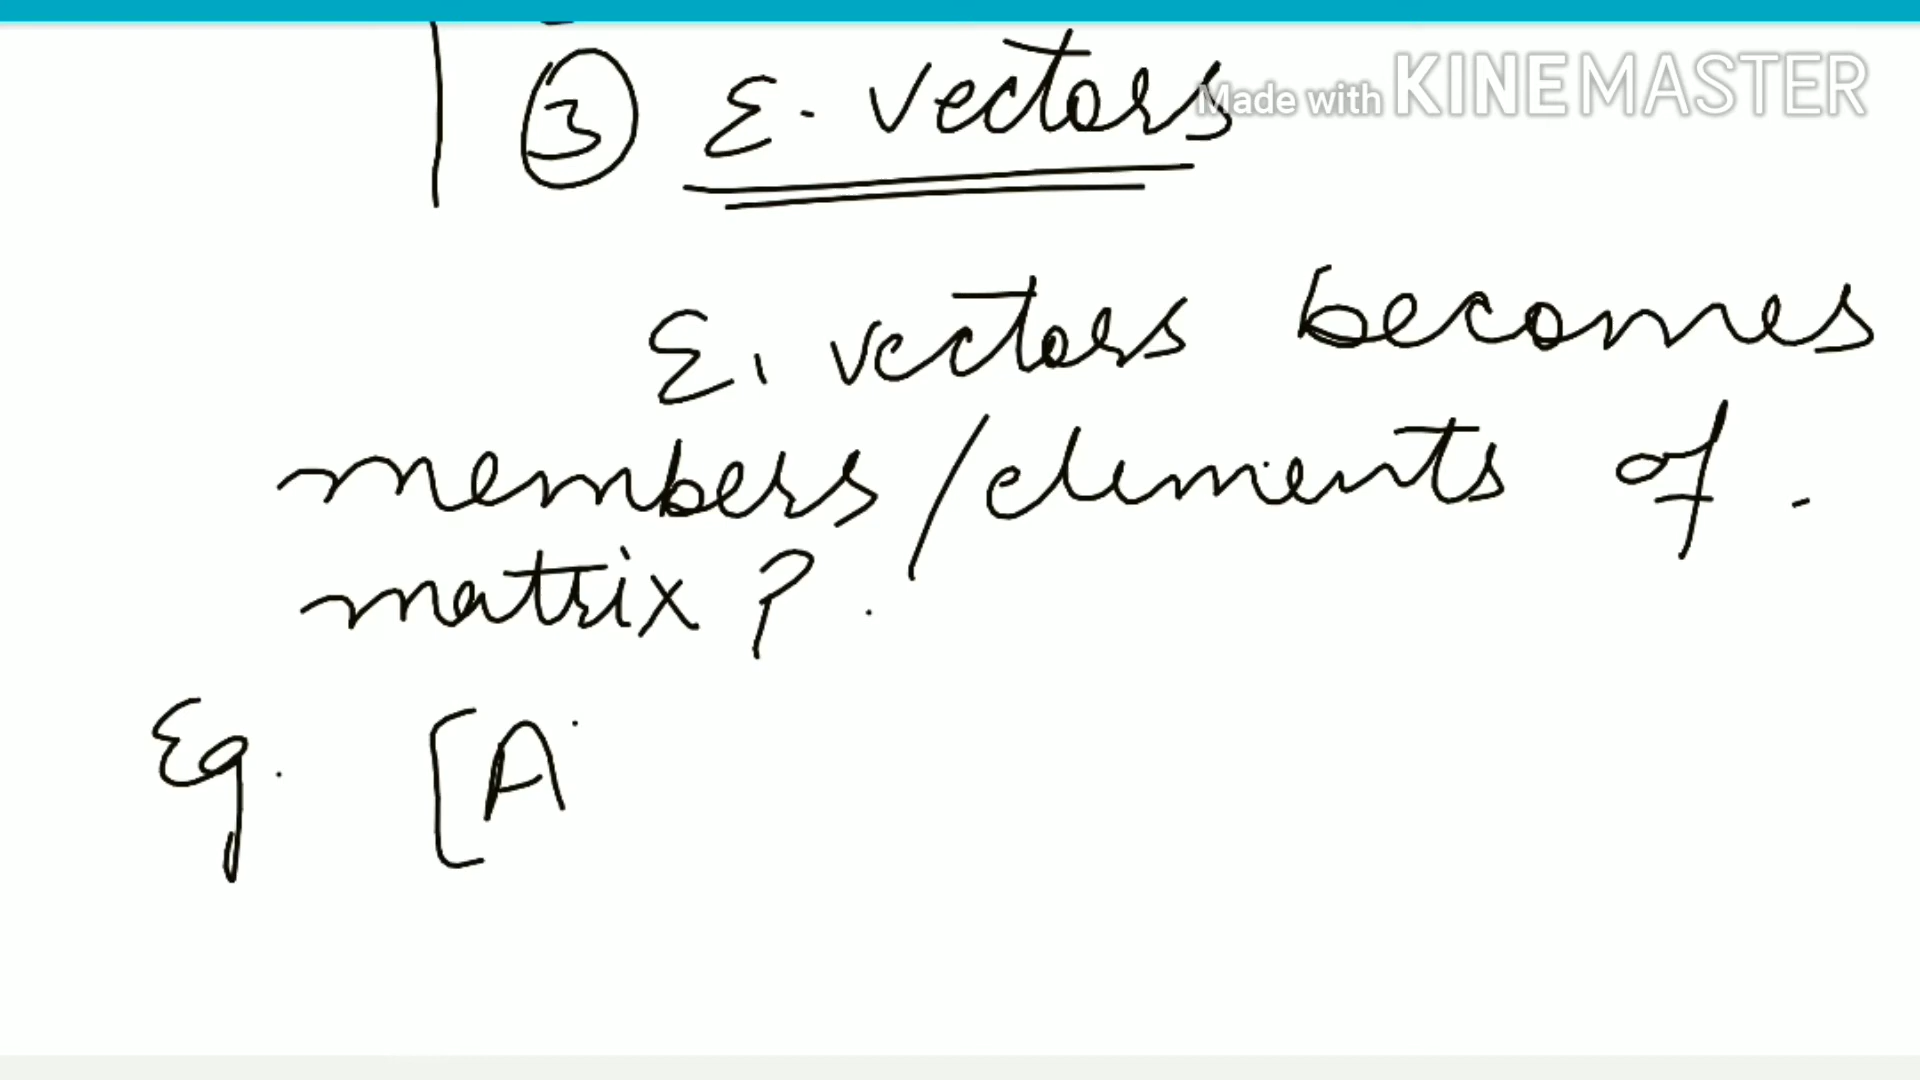 3 E. vectors
Made with KINEMASTER
E. vectors becomes
members/elements of
matrix ?.
Eg. [A